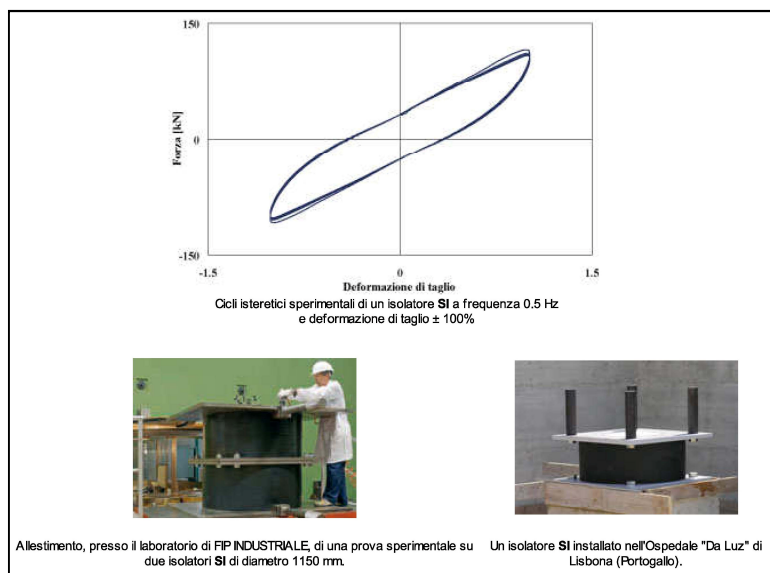 150
0
-150
Forza [kN]
-1.5
0
1.5
Deformazione di taglio
Cicli isteretici sperimentali di un isolatore SI a frequenza 0.5 Hz
e deformazione di taglio ± 100%
Allestimento, presso il laboratorio di FIP INDUSTRIALE, di una prova sperimentale su
due isolatori SI di diametro 1150 mm.
Un isolatore SI installato nell'Ospedale "Da Luz" di
Lisbona (Portogallo).